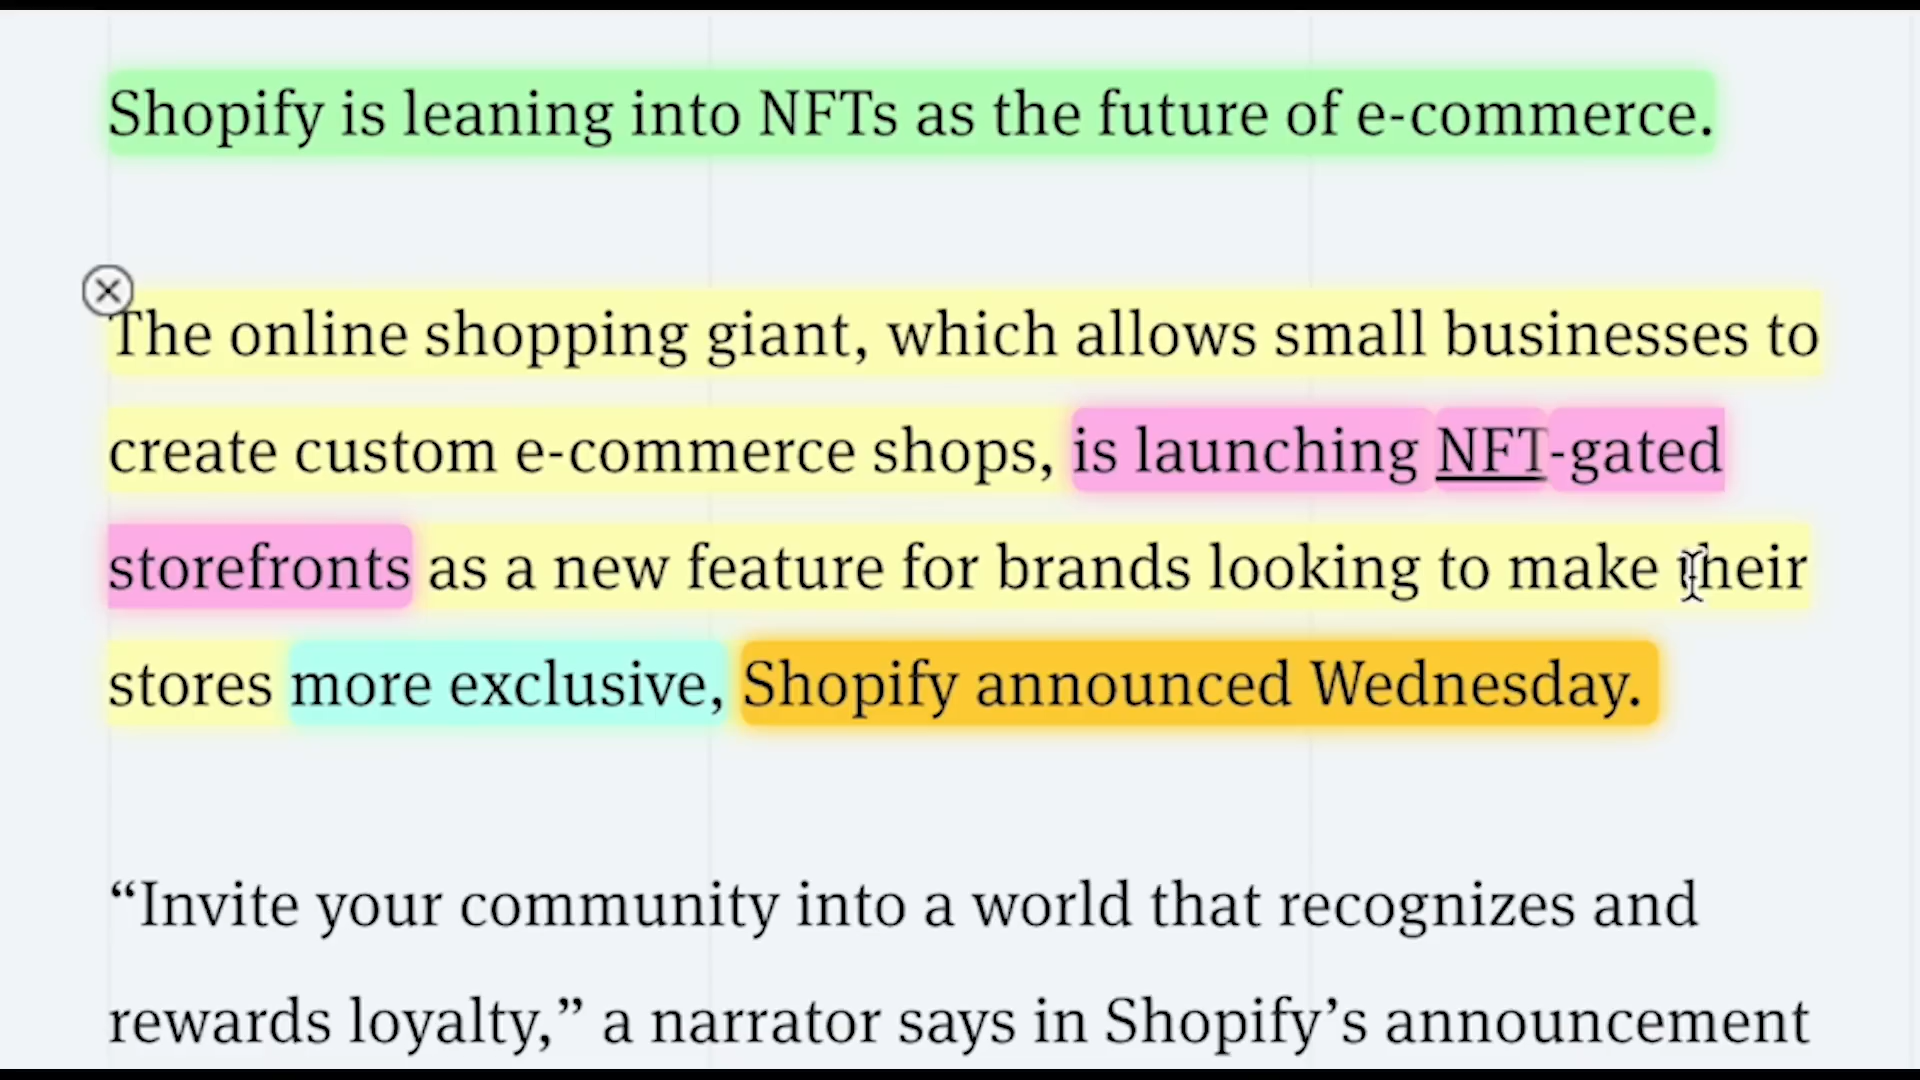 Shopify is leaning into NFTs as the future of e-commerce.
The online shopping giant, which allows small businesses to
create custom e-commerce shops, is launching NFT-gated
storefronts as a new feature for brands looking to make their
stores more exclusive, Shopify announced Wednesday.
“Invite your community into a world that recognizes and
rewards loyalty,” a narrator says in Shopify’s announcement